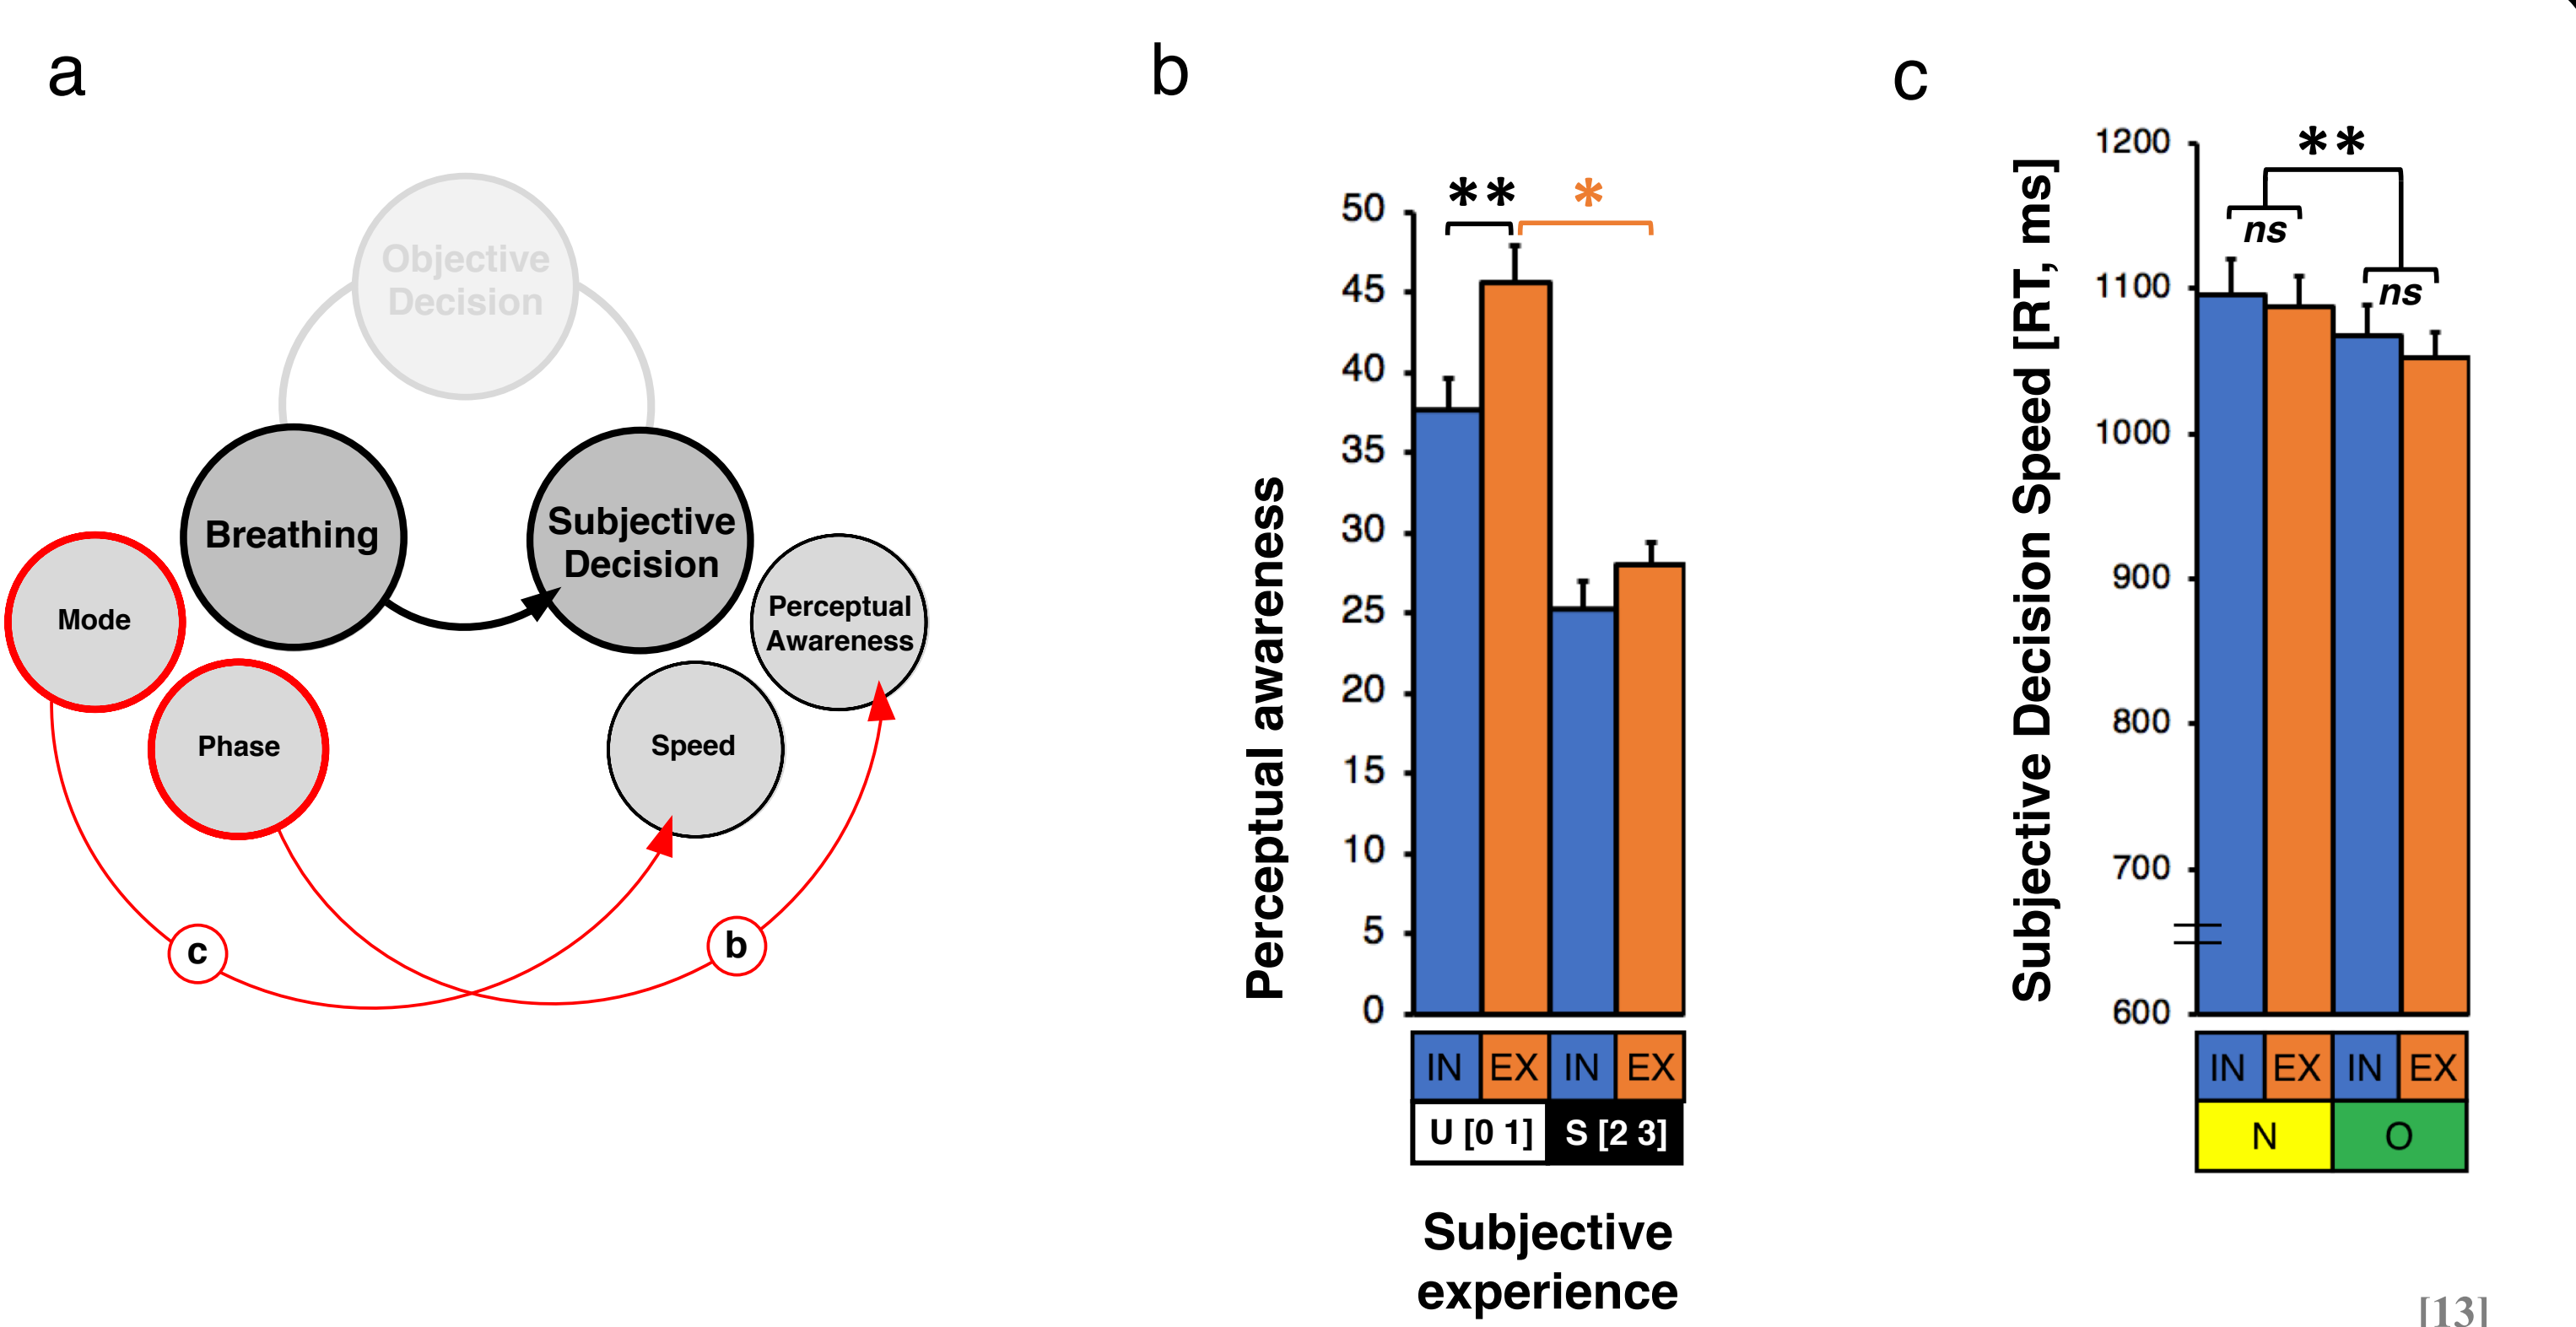 a
Objective
Decision
Breathing
Subjective
Decision
Mode
Phase
Perceptual
Awareness
Speed
c
b
b
Perceptual awareness
50
45
40
35
30
25
20
15
10
5
0
** *
IN EX IN EX
U [0 1] S [2 3]
Subjective
experience
c
Subjective Decision Speed [RT, ms]
1200
1100
1000
900
800
700
600
**
ns
ns
IN EX IN EX
N O
[13]